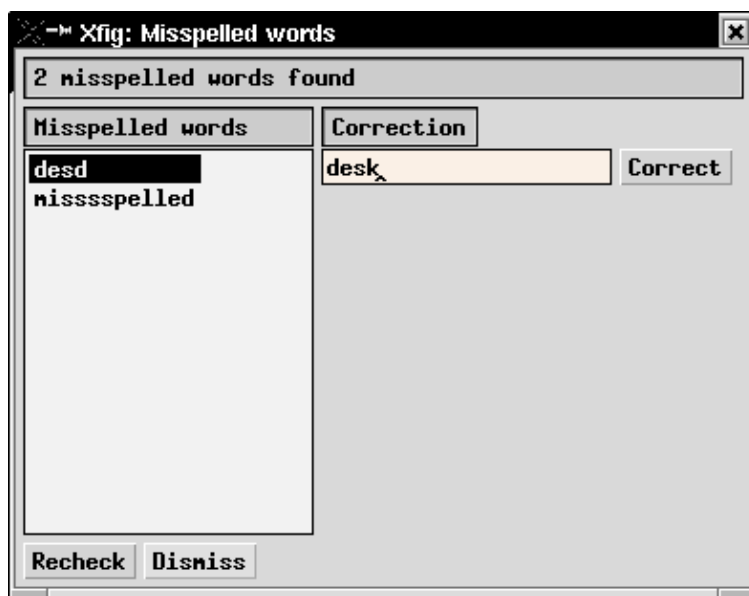 Xfig: Misspelled words
2 misspelled words found
Misspelled words
Correction
desd
desk
Correct
missspelled
Recheck
Dismiss